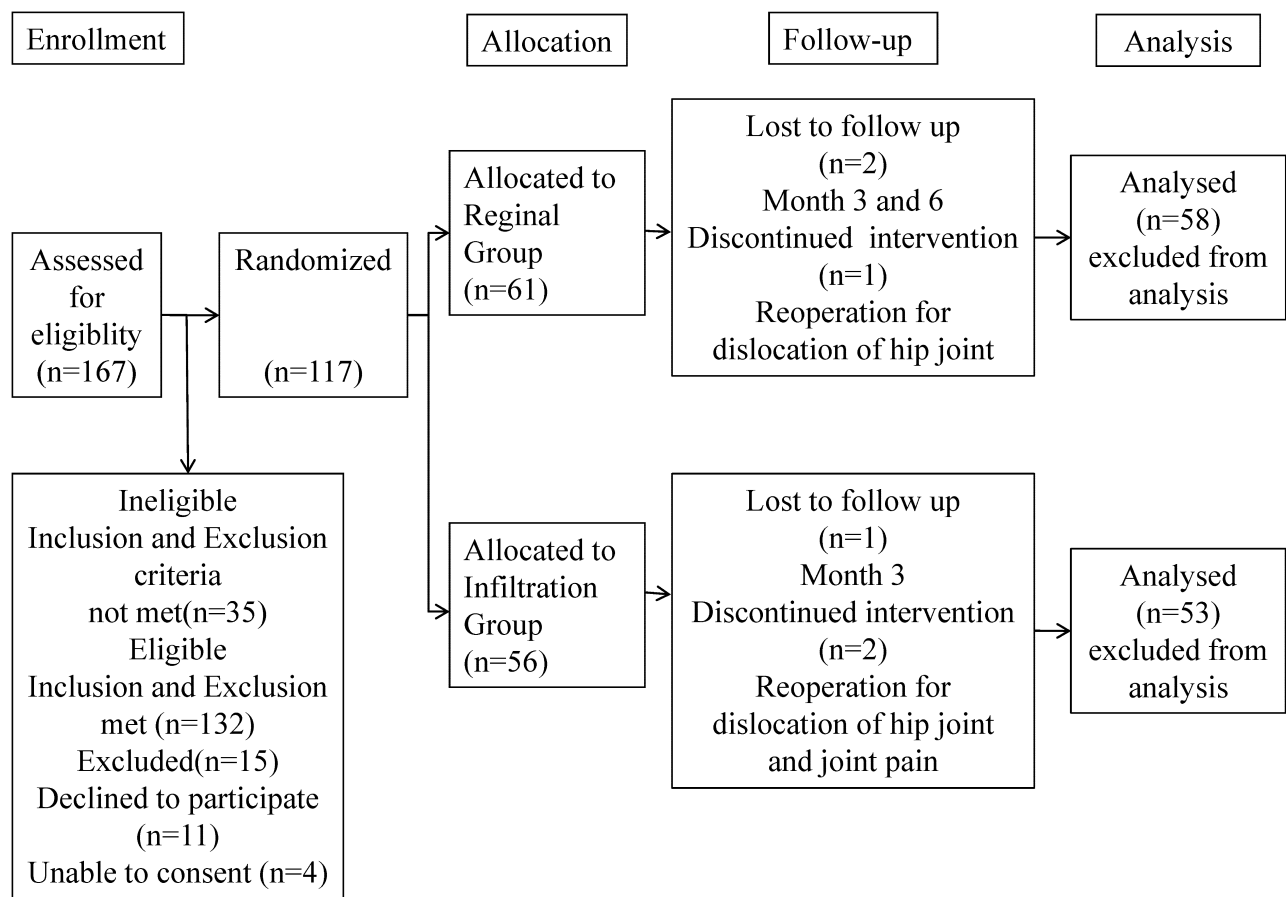 Enrollment
Allocation
Follow-up
Analysis
Assessed
for
eligiblity
(n=167)
Randomized
(n=117)
Ineligible
Inclusion and Exclusion
criteria
not met(n=35)
Eligible
Inclusion and Exclusion
met (n=132)
Excluded(n=15)
Declined to participate
(n=11)
Unable to consent (n=4)
Allocated to
Reginal
Group
(n=61)
Lost to follow up
(n=2)
Month 3 and 6
Discontinued intervention
(n=1)
Reoperation for
dislocation of hip joint
Analysed
(n=58)
excluded from
analysis
Allocated to
Infiltration
Group
(n=56)
Lost to follow up
(n=1)
Month 3
Discontinued intervention
(n=2)
Reoperation for
dislocation of hip joint
and joint pain
Analysed
(n=53)
excluded from
analysis